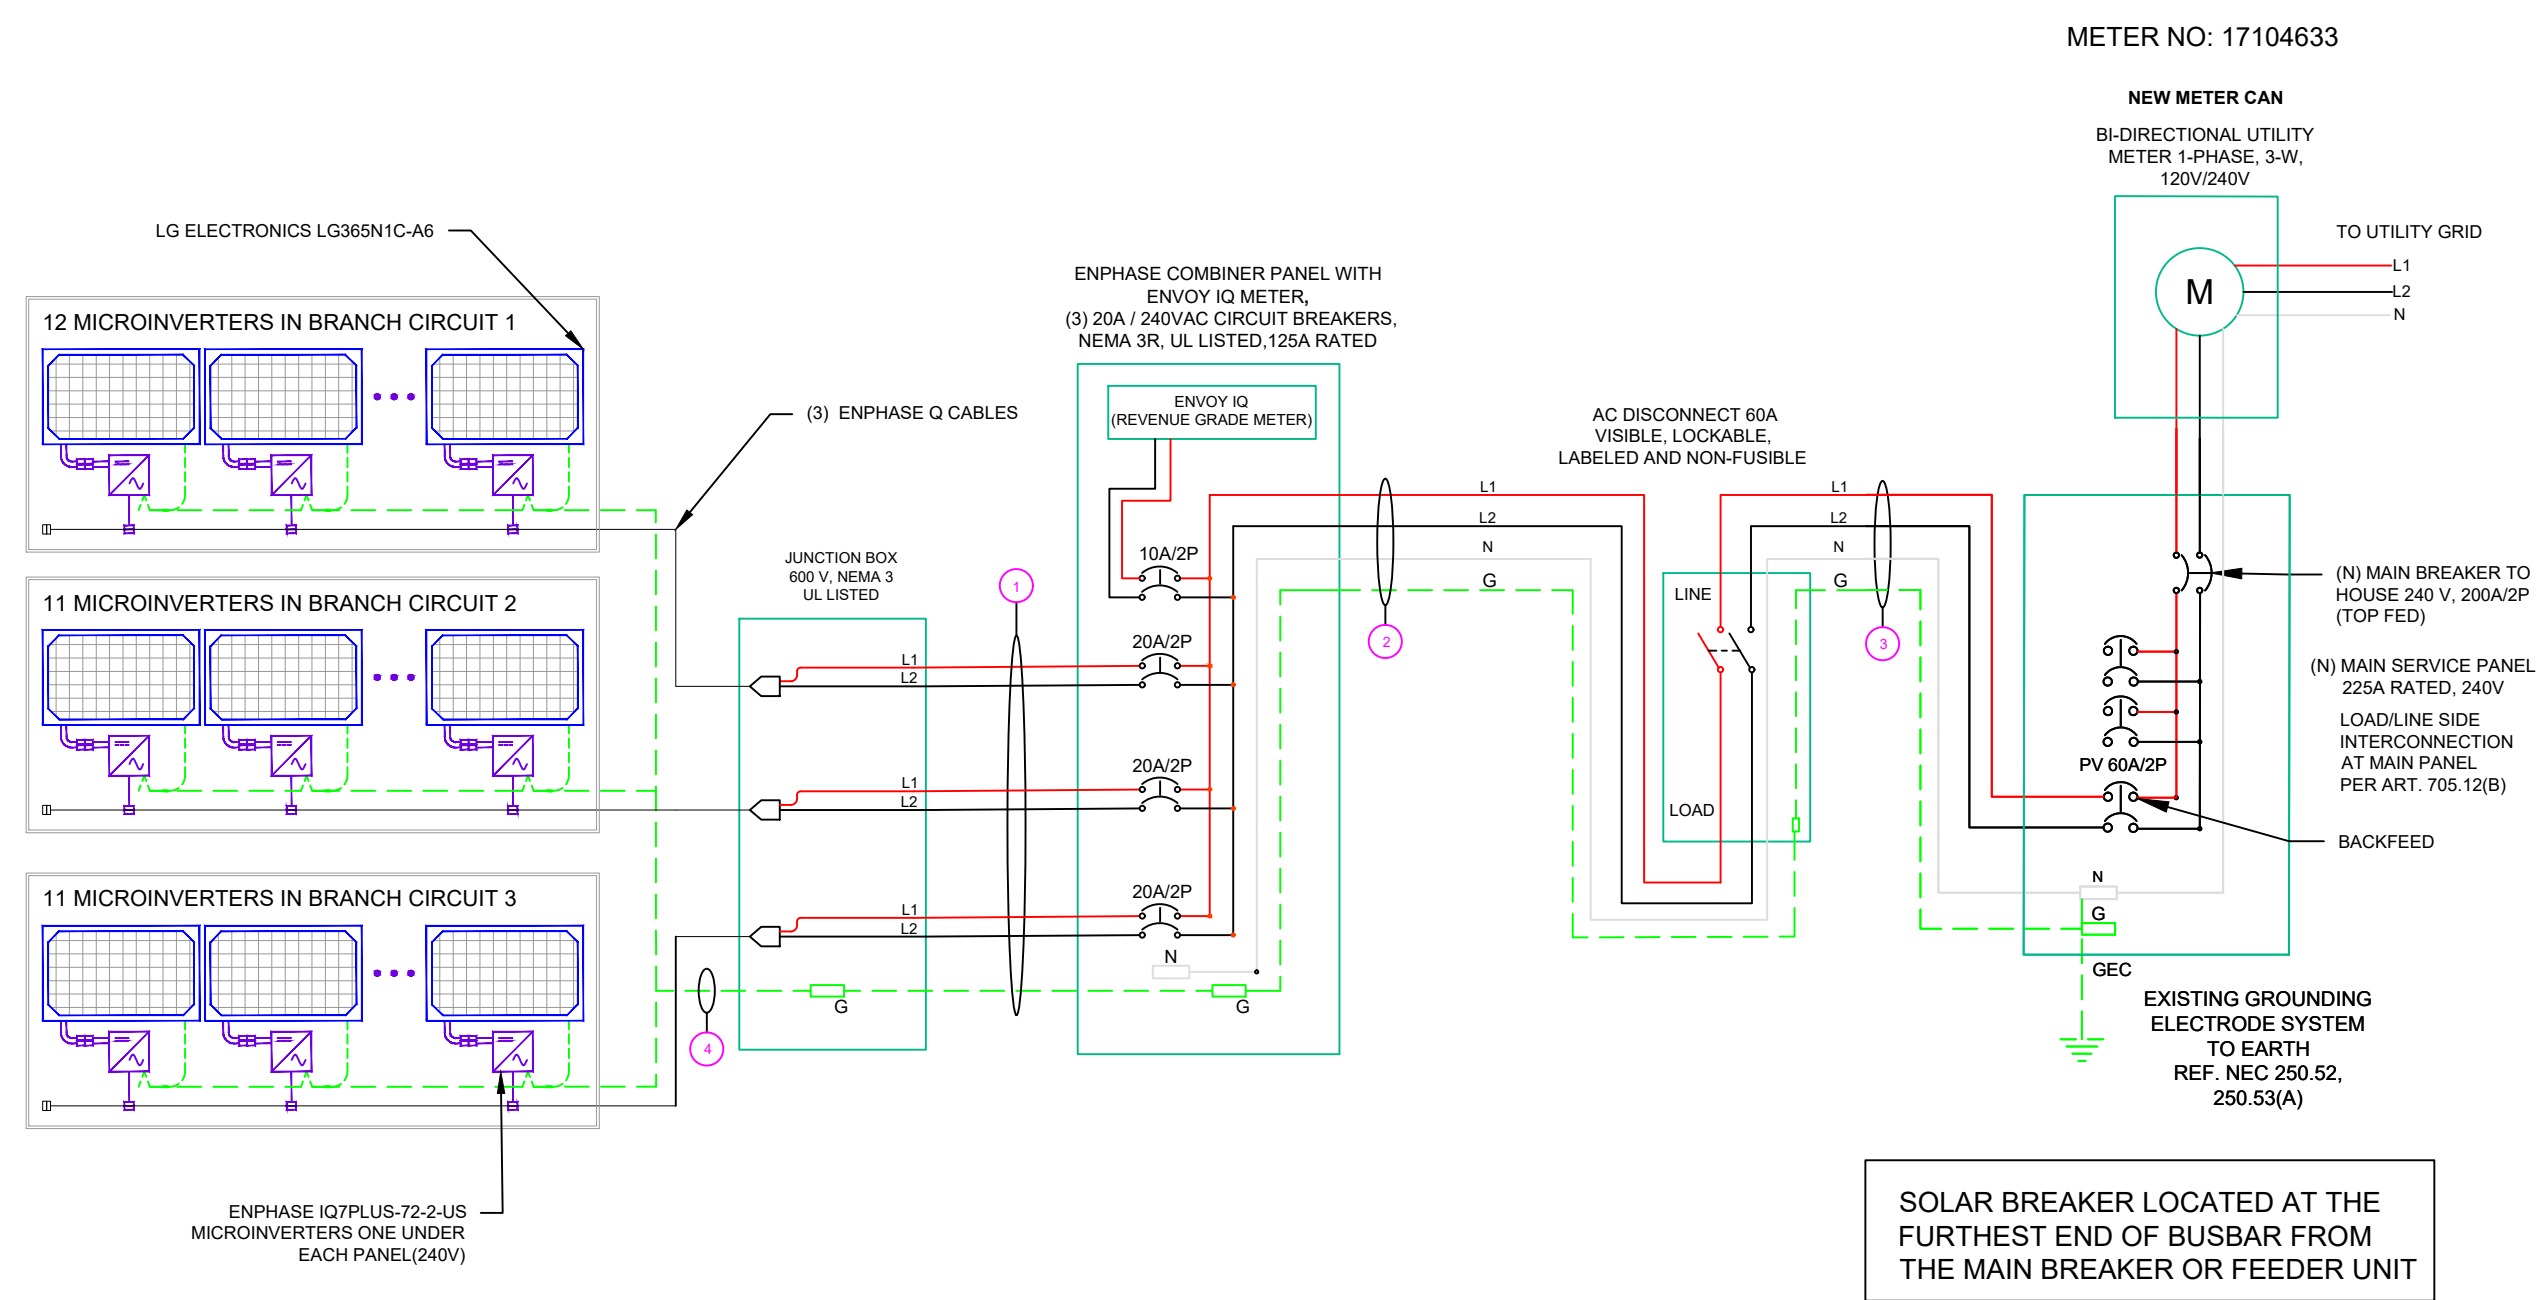 METER NO: 17104633
NEW METER CAN
BI-DIRECTIONAL UTILITY
METER 1-PHASE, 3-W,
120V/240V
TO UTILITY GRID
L1
L2
N
M
LG ELECTRONICS LG365N1C-A6
12 MICROINVERTERS IN BRANCH CIRCUIT 1
11 MICROINVERTERS IN BRANCH CIRCUIT 2
11 MICROINVERTERS IN BRANCH CIRCUIT 3
ENPHASE IQ7PLUS-72-2-US
MICROINVERTERS ONE UNDER
EACH PANEL(240V)
(3) ENPHASE Q CABLES
JUNCTION BOX
600 V, NEMA 3
UL LISTED
L1
L2
L1
L2
L1
L2
G
4
1
ENPHASE COMBINER PANEL WITH
ENVOY IQ METER,
(3) 20A / 240VAC CIRCUIT BREAKERS,
NEMA 3R, UL LISTED,125A RATED
ENVOY IQ
(REVENUE GRADE METER)
10A/2P
20A/2P
20A/2P
20A/2P
N
G
2
L1
L2
N
G
AC DISCONNECT 60A
VISIBLE, LOCKABLE,
LABELED AND NON-FUSIBLE
LINE
LOAD
L1
L2
N
G
3
(N) MAIN BREAKER TO
HOUSE 240 V, 200A/2P
(TOP FED)
(N) MAIN SERVICE PANEL
225A RATED, 240V
LOAD/LINE SIDE
INTERCONNECTION
AT MAIN PANEL
PER ART. 705.12(B)
PV 60A/2P
BACKFEED
N
G
GEC
EXISTING GROUNDING
ELECTRODE SYSTEM
TO EARTH
REF. NEC 250.52,
250.53(A)
SOLAR BREAKER LOCATED AT THE
FURTHEST END OF BUSBAR FROM
THE MAIN BREAKER OR FEEDER UNIT